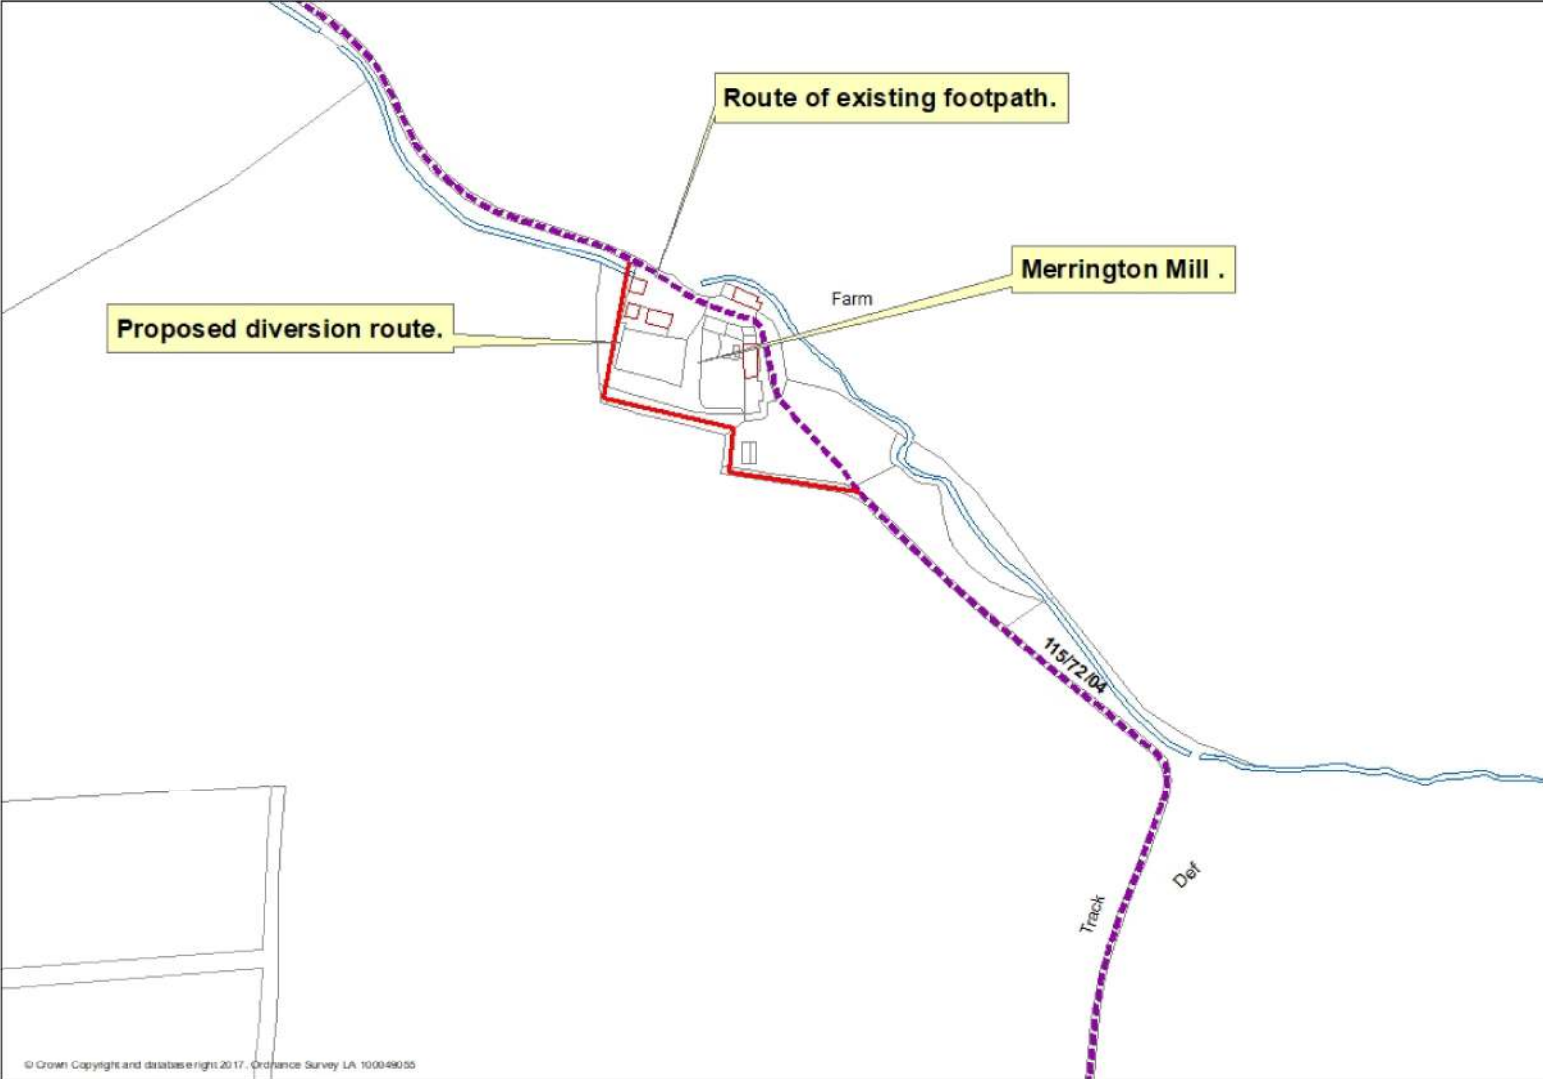 Route of existing footpath.
Merrington Mill .
Farm
Proposed diversion route.
115/72/04
Def
Track
© Crown Copyright and database right 2017. Ordnance Survey LA 100049055